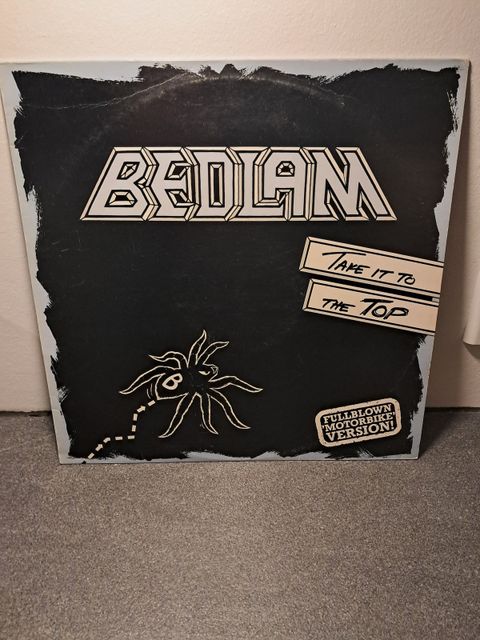 BEDLAM
TAKE IT TO
THE TOP
B
FULLBLOWN
'MOTORBIKE'
VERSION!